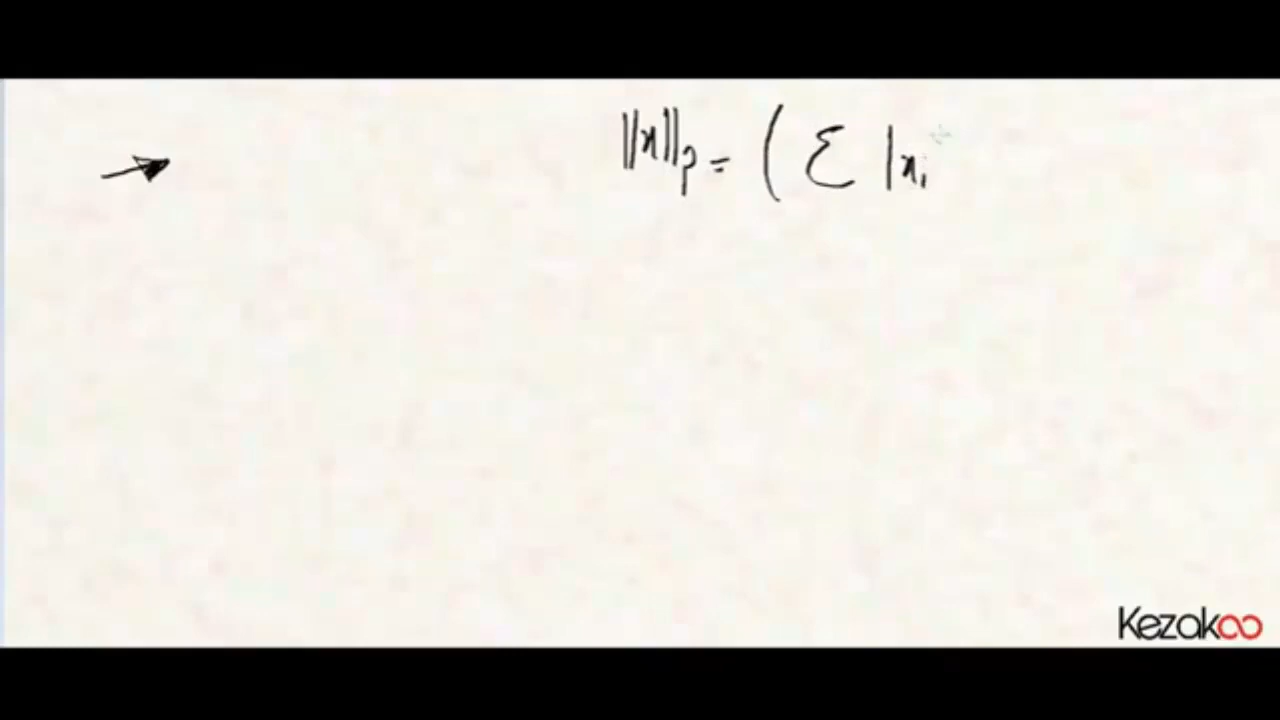 → ||x||p = ( Σ |xi
Kezakoo